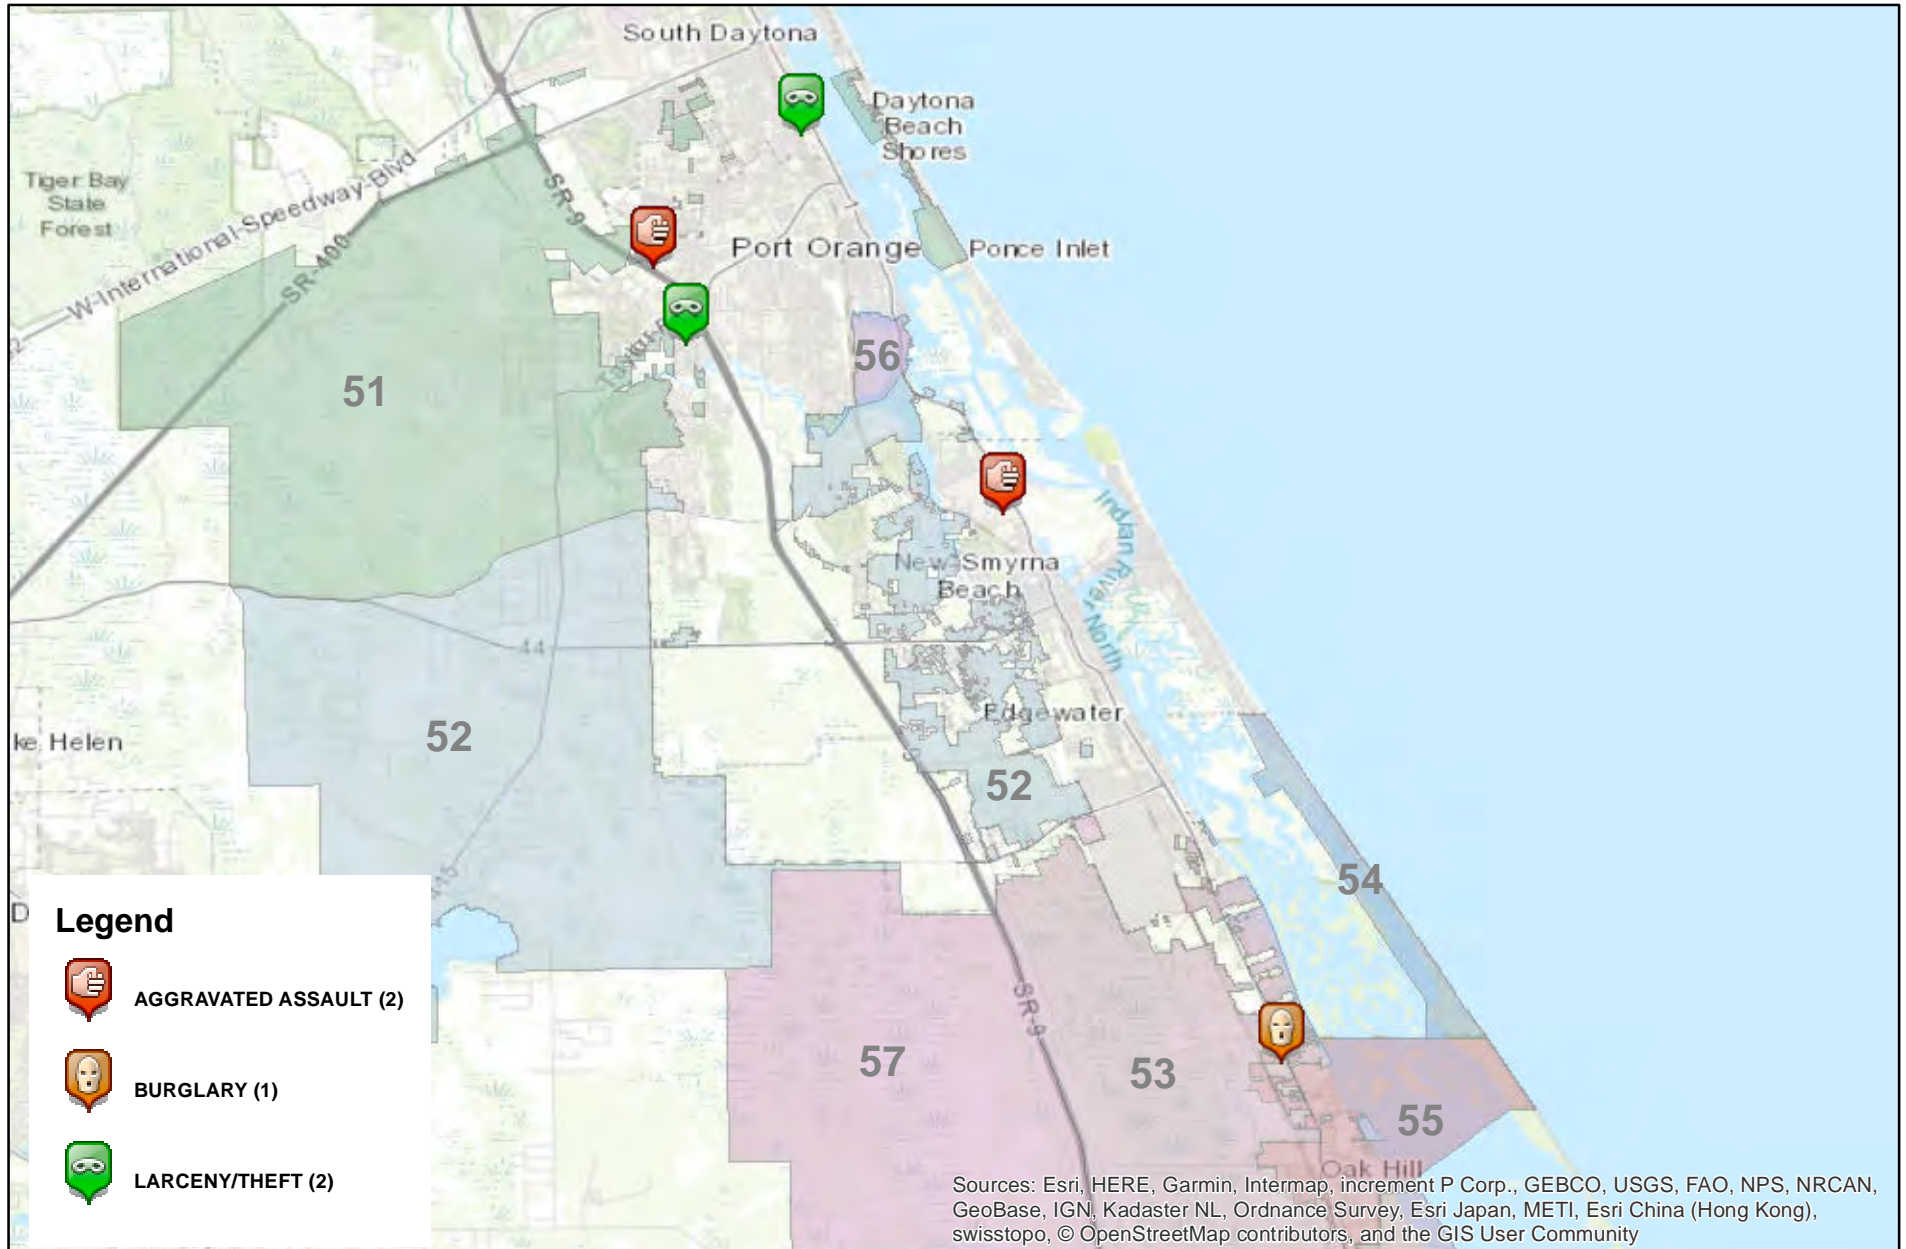 South Daytona
Daytona
Beach
Shores
Tiger Bay
State
Forest
W-International-Speedway-Blvd
SR-9
SR-400
Port Orange
Ponce Inlet
56
51
Indian River North
New Smyrna
Beach
44
Edgewater
52
ke Helen
52
54
415
D
SR-9
57
53
55
Oak Hill
Legend
AGGRAVATED ASSAULT (2)
BURGLARY (1)
LARCENY/THEFT (2)
Sources: Esri, HERE, Garmin, Intermap, increment P Corp., GEBCO, USGS, FAO, NPS, NRCAN,
GeoBase, IGN, Kadaster NL, Ordnance Survey, Esri Japan, METI, Esri China (Hong Kong),
swisstopo, © OpenStreetMap contributors, and the GIS User Community